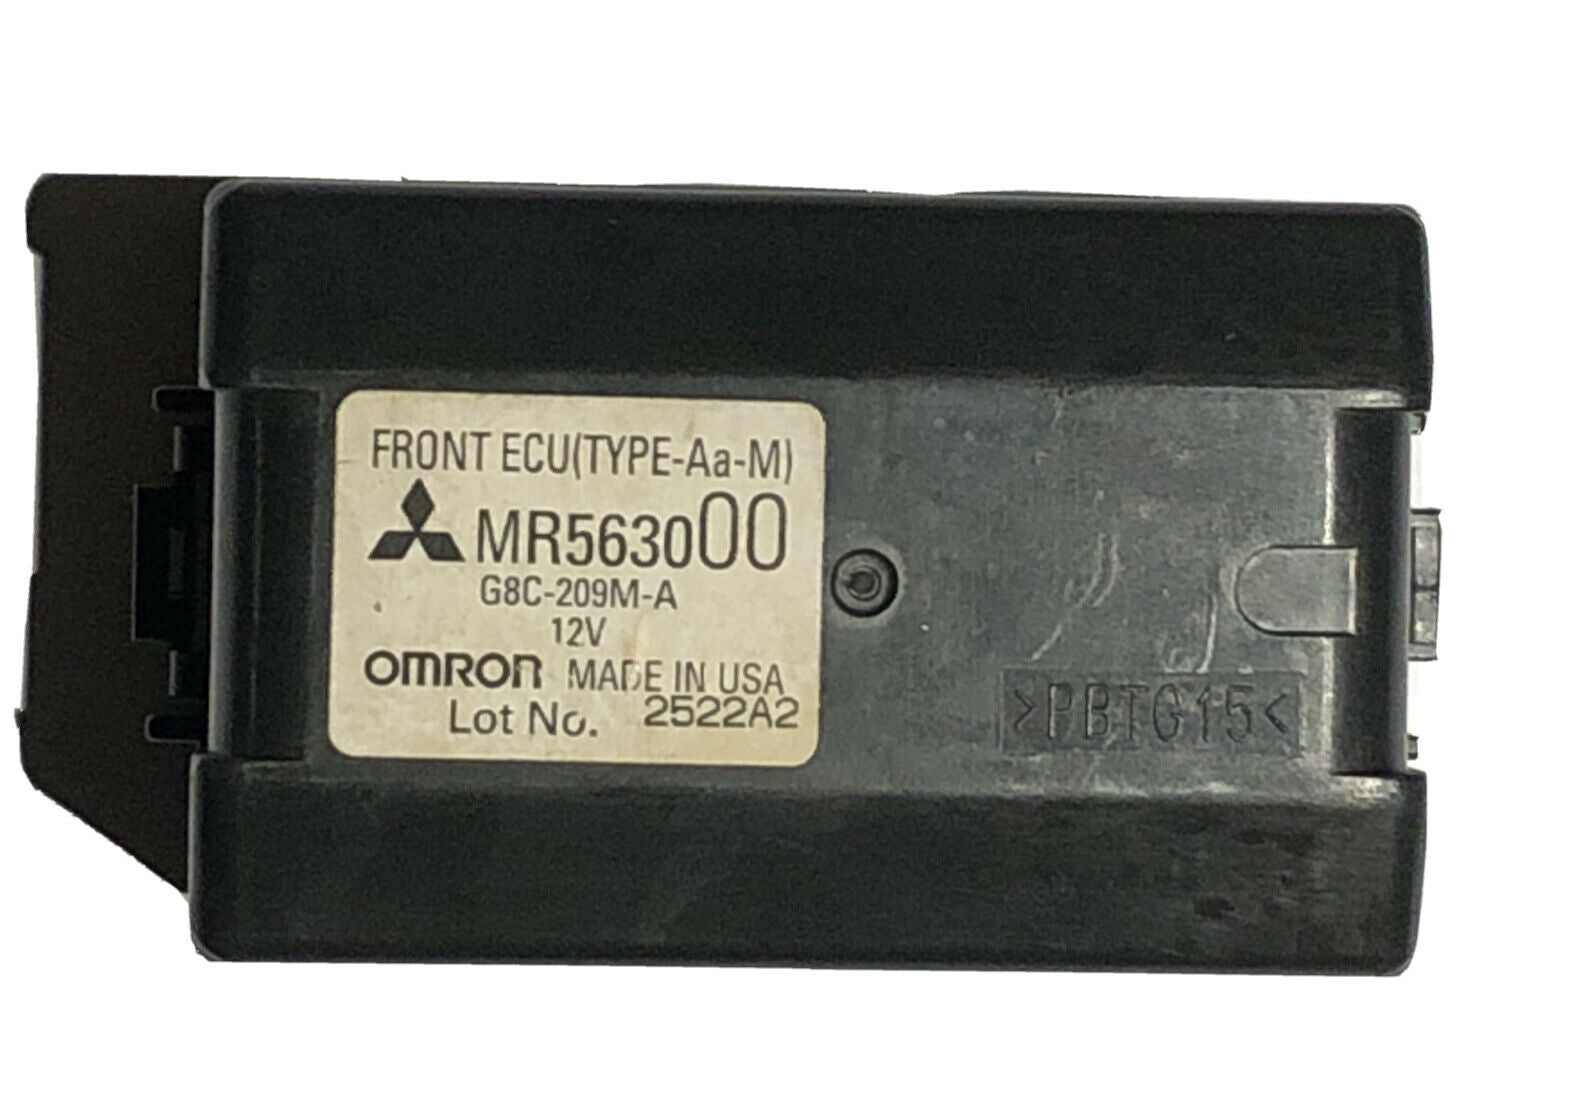 FRONT ECU(TYPE-Aa-M)
MR563000
G8C-209M-A
12V
OMRON MADE IN USA
Lot No. 2522A2
>PBTG15<